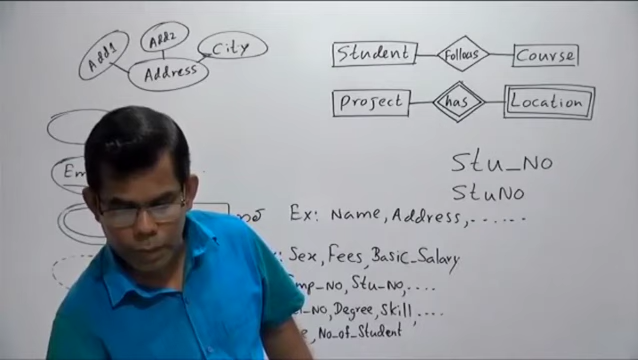 Add1 Add2 City
Address
Student Follows Course
Project has Location
Stu_No
StuNo
Ex: Name, Address, ......
Sex, Fees, Basic_Salary
Stu_No, ....
Degree, Skill, ....
No_of_Student